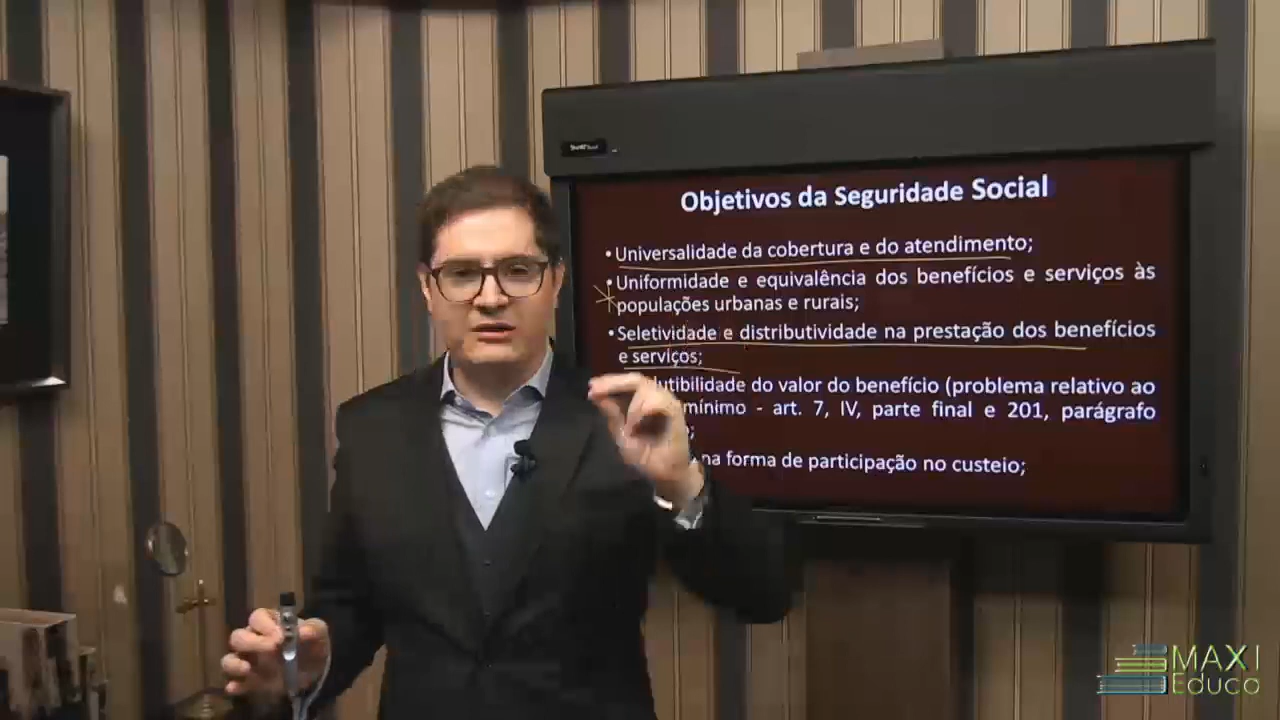 Objetivos da Seguridade Social
• Universalidade da cobertura e do atendimento;
• Uniformidade e equivalência dos benefícios e serviços às
populações urbanas e rurais;
• Seletividade e distributividade na prestação dos benefícios
e serviços;
do valor do benefício (problema relativo ao
mínimo - art. 7, IV, parte final e 201, parágrafo
na forma de participação no custeio;
MAXI
Educa